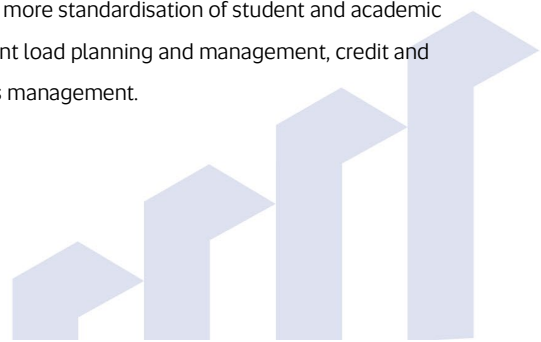 more standardisation of student and academic
nt load planning and management, credit and
management.